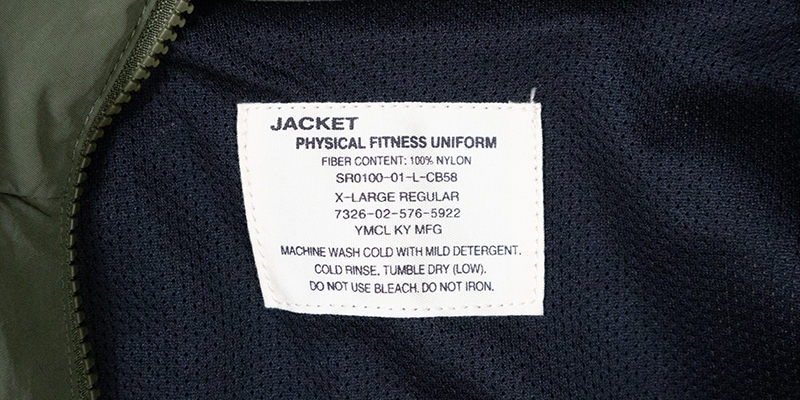 JACKET
PHYSICAL FITNESS UNIFORM
FIBER CONTENT: 100% NYLON
SR0100-01-L-CB58
X-LARGE REGULAR
7326-02-576-5922
YMCL KY MFG
MACHINE WASH COLD WITH MILD DETERGENT.
COLD RINSE, TUMBLE DRY (LOW).
DO NOT USE BLEACH. DO NOT IRON.